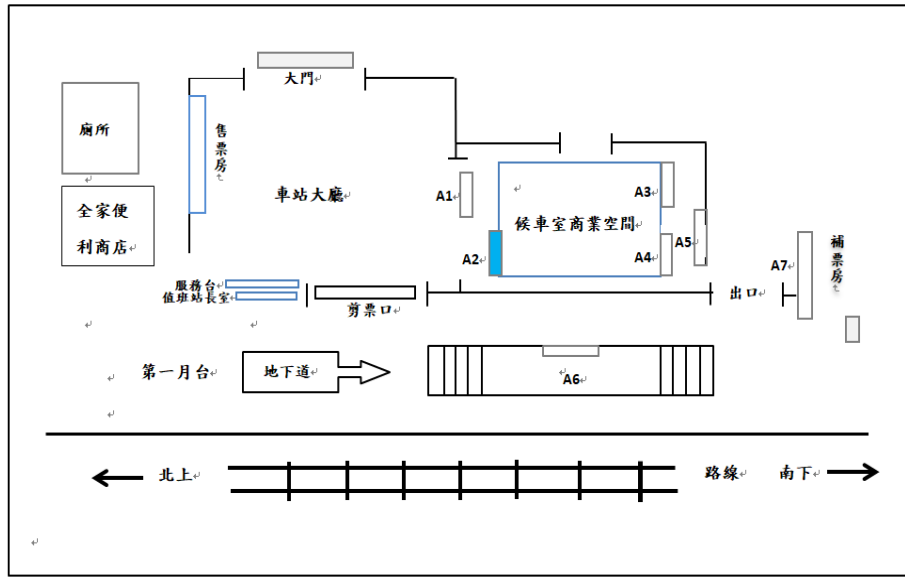 大門
廁所
售票房
A1
A3
全家便
利商店
車站大廳
候車室商業空間
A2
A4
A5
A7
補票房
服務台
值班站長室
剪票口
出口
第一月台
地下道
A6
北上
路線
南下